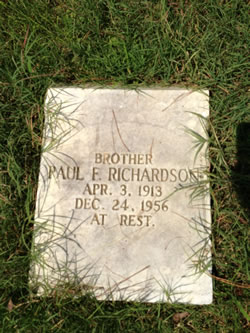 BROTHER
PAUL F. RICHARDSON
APR. 3, 1913
DEC. 24, 1956
AT REST.